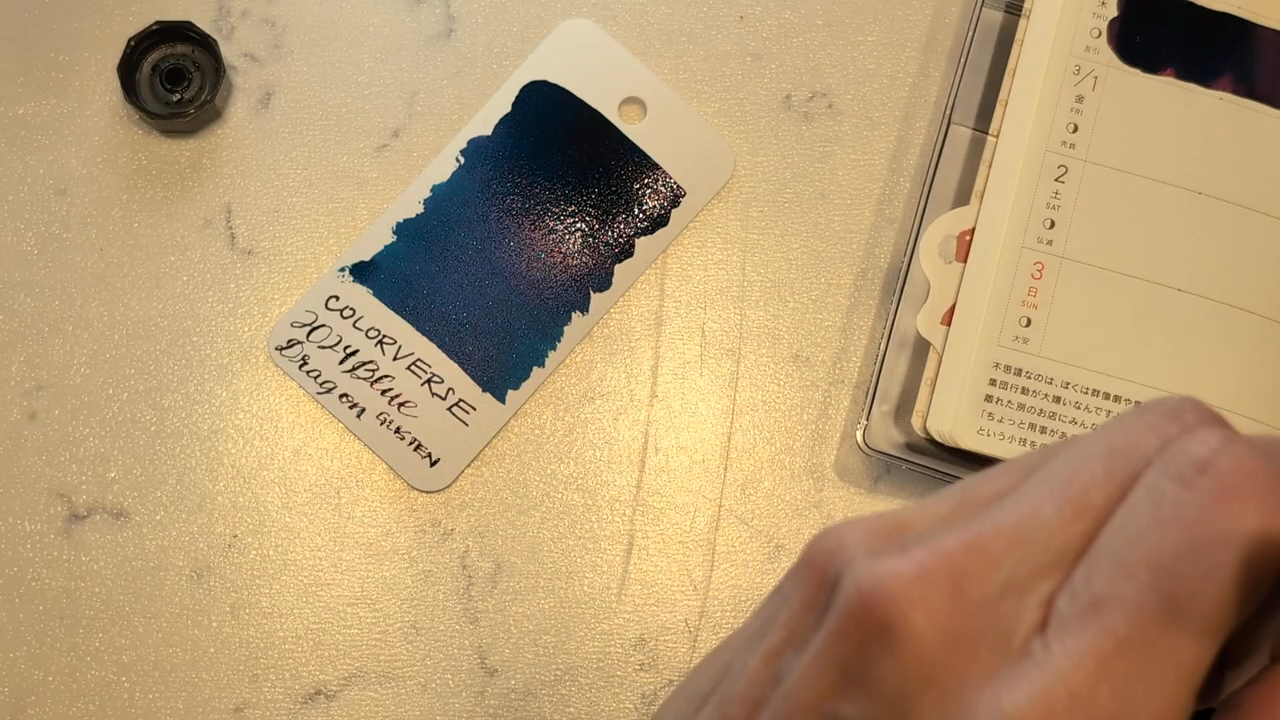 COLORVERSE
2024 Blue
Dragon GLISTEN
木
THU
友引
3/1
金
FRI
先負
2
土
SAT
仏滅
3
日
SUN
大安
不思議なのは、ぼくは群像劇や
集団行動が大嫌いなんです
離れた別のお店にみんな
「ちょっと用事があ
という小技を